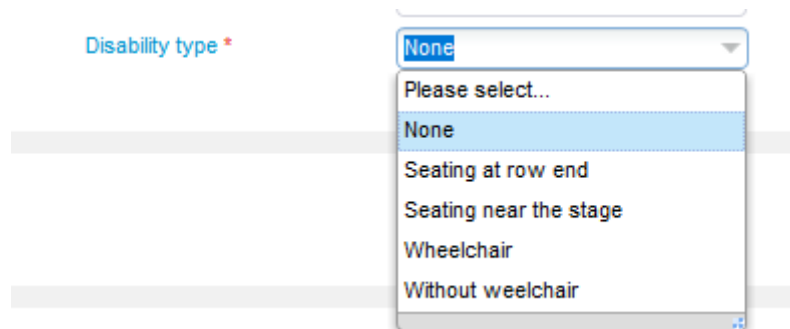 Disability type * None
Please select...
None
Seating at row end
Seating near the stage
Wheelchair
Without weelchair